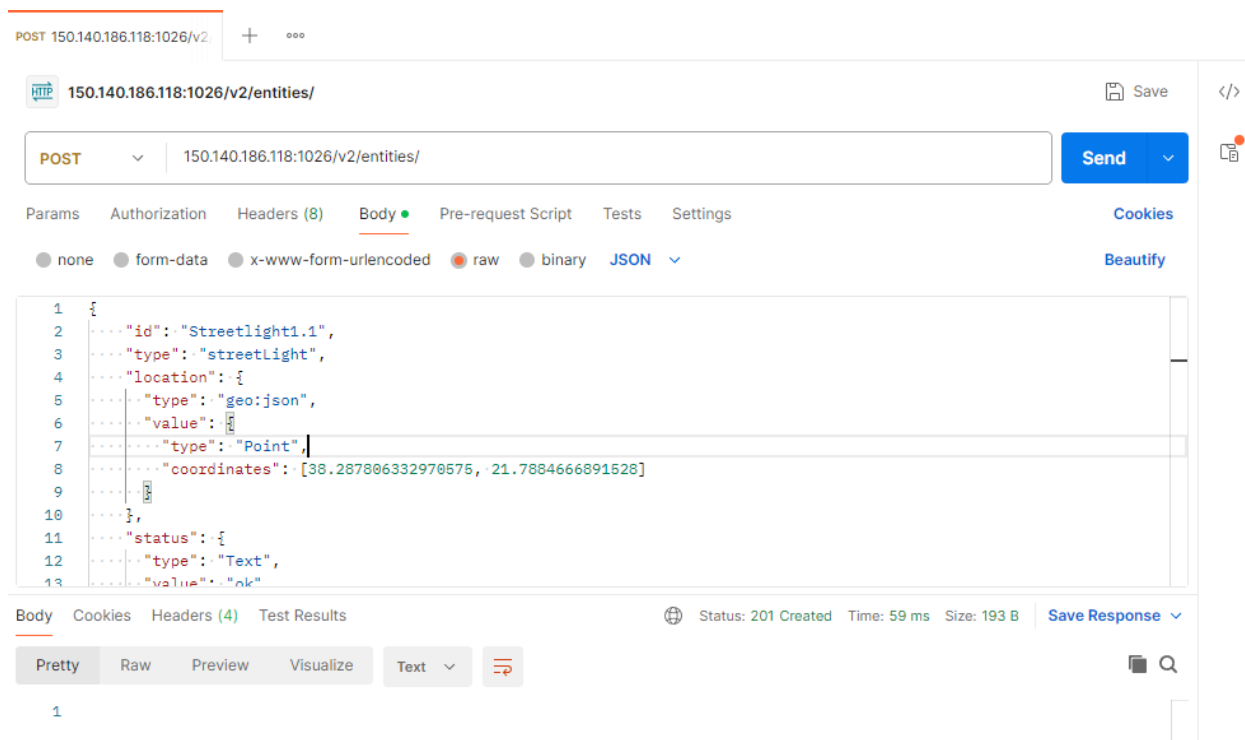 POST 150.140.186.118:1026/v2/
HTTP 150.140.186.118:1026/v2/entities/ Save </>
POST 150.140.186.118:1026/v2/entities/ Send
Params Authorization Headers (8) Body Pre-request Script Tests Settings Cookies
none form-data x-www-form-urlencoded raw binary JSON Beautify
1 {
2 "id": "Streetlight1.1",
3 "type": "streetLight",
4 "location": {
5 "type": "geo:json",
6 "value": {
7 "type": "Point",
8 "coordinates": [38.287806332970575, 21.7884666891528]
9 }
10 },
11 "status": {
12 "type": "Text",
13 "value": "ok"
Body Cookies Headers (4) Test Results Status: 201 Created Time: 59 ms Size: 193 B Save Response
Pretty Raw Preview Visualize Text
1